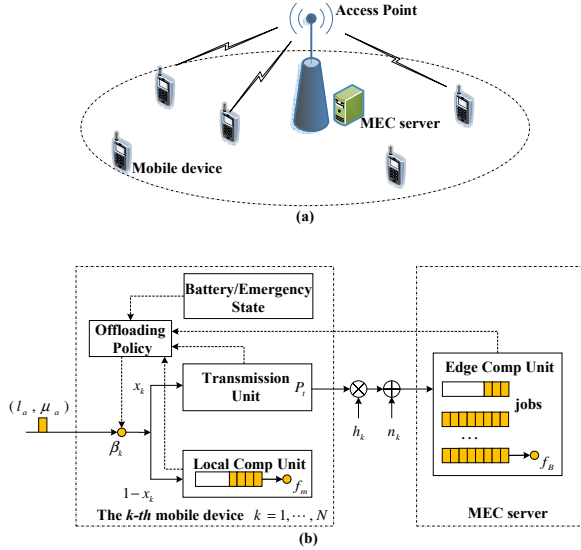 Access Point
MEC server
Mobile device
(a)
Battery/Emergency
State
Offloading
Policy
Transmission
Unit
P_t
x_k
(l_a, μ_a)
β_k
h_k
n_k
Edge Comp Unit
jobs
...
f_B
Local Comp Unit
f_m
1-x_k
The k-th mobile device k = 1, ⋯, N
MEC server
(b)